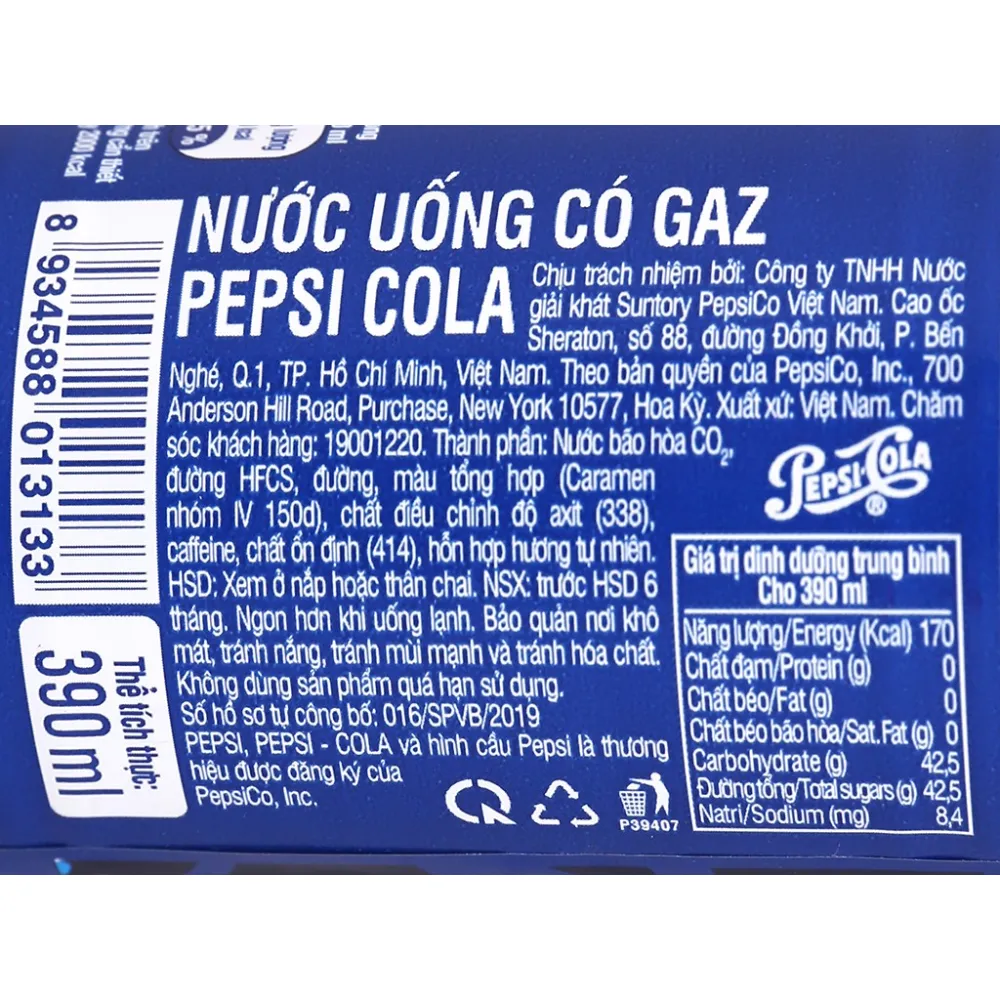 ông
0 ml
lượng
5 %
t trên
ng cần thiết
2000 kcal
8 934588 013133
NƯỚC UỐNG CÓ GAZ
PEPSI COLA
Chịu trách nhiệm bởi: Công ty TNHH Nước
giải khát Suntory PepsiCo Việt Nam. Cao ốc
Sheraton, số 88, đường Đồng Khởi, P. Bến
Nghé, Q.1, TP. Hồ Chí Minh, Việt Nam. Theo bản quyền của PepsiCo, Inc., 700
Anderson Hill Road, Purchase, New York 10577, Hoa Kỳ. Xuất xứ: Việt Nam. Chăm
sóc khách hàng: 19001220. Thành phần: Nước bão hòa CO₂,
đường HFCS, đường, màu tổng hợp (Caramen
nhóm IV 150d), chất điều chỉnh độ axit (338),
caffeine, chất ổn định (414), hỗn hợp hương tự nhiên.
HSD: Xem ở nắp hoặc thân chai. NSX: trước HSD 6
tháng. Ngon hơn khi uống lạnh. Bảo quản nơi khô
mát, tránh nắng, tránh mùi mạnh và tránh hóa chất.
Không dùng sản phẩm quá hạn sử dụng.
Số hồ sơ tự công bố: 016/SPVB/2019
PEPSI, PEPSI - COLA và hình cầu Pepsi là thương
hiệu được đăng ký của
PepsiCo, Inc.
PEPSI-COLA
®
Giá trị dinh dưỡng trung bình
Cho 390 ml
Năng lượng/Energy (Kcal) 170
Chất đạm/Protein (g) 0
Chất béo/Fat (g) 0
Chất béo bão hòa/Sat. Fat (g) 0
Carbohydrate (g) 42,5
Đường tổng/Total sugars (g) 42,5
Natri/Sodium (mg) 8,4
P39407
Thể tích thực:
390 ml